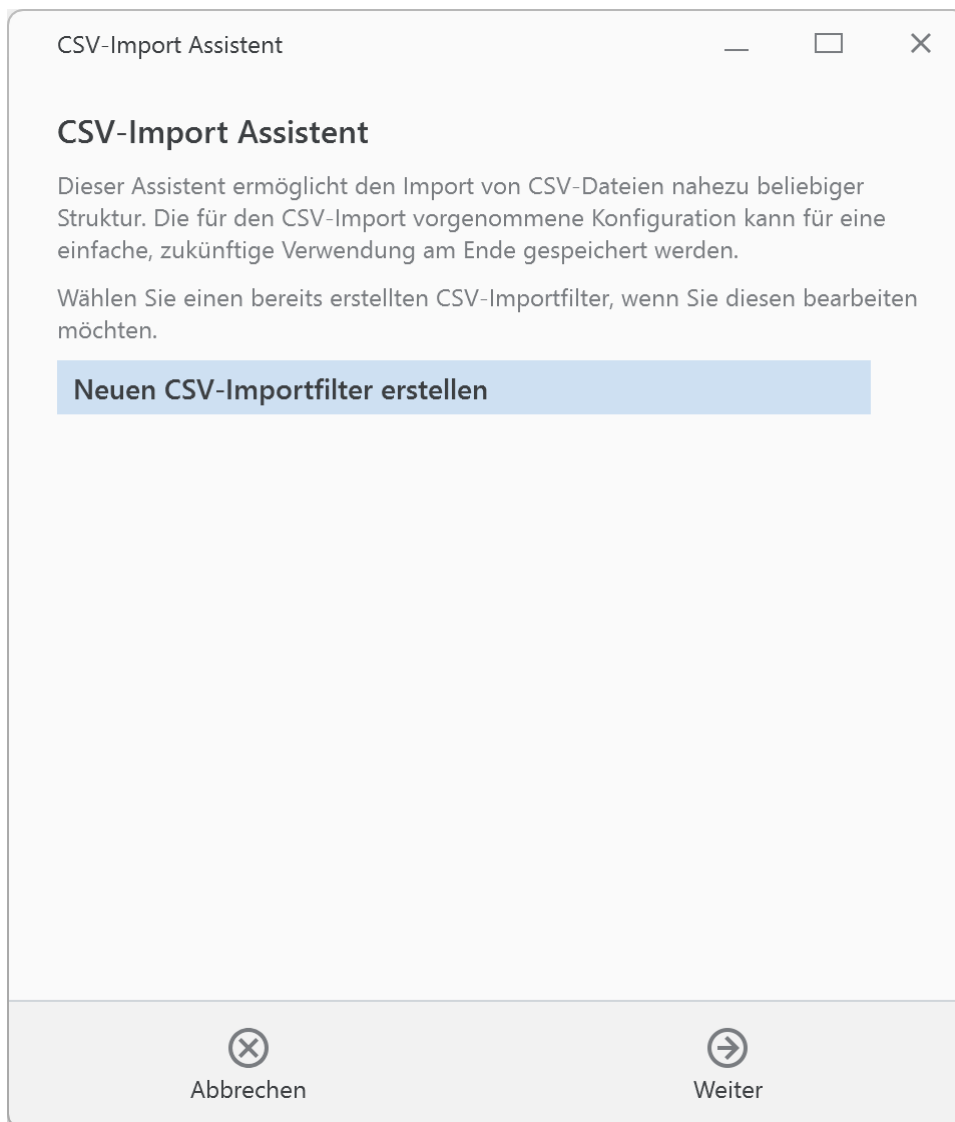 CSV-Import Assistent
CSV-Import Assistent
Dieser Assistent ermöglicht den Import von CSV-Dateien nahezu beliebiger
Struktur. Die für den CSV-Import vorgenommene Konfiguration kann für eine
einfache, zukünftige Verwendung am Ende gespeichert werden.
Wählen Sie einen bereits erstellten CSV-Importfilter, wenn Sie diesen bearbeiten
möchten.
Neuen CSV-Importfilter erstellen
Abbrechen
Weiter